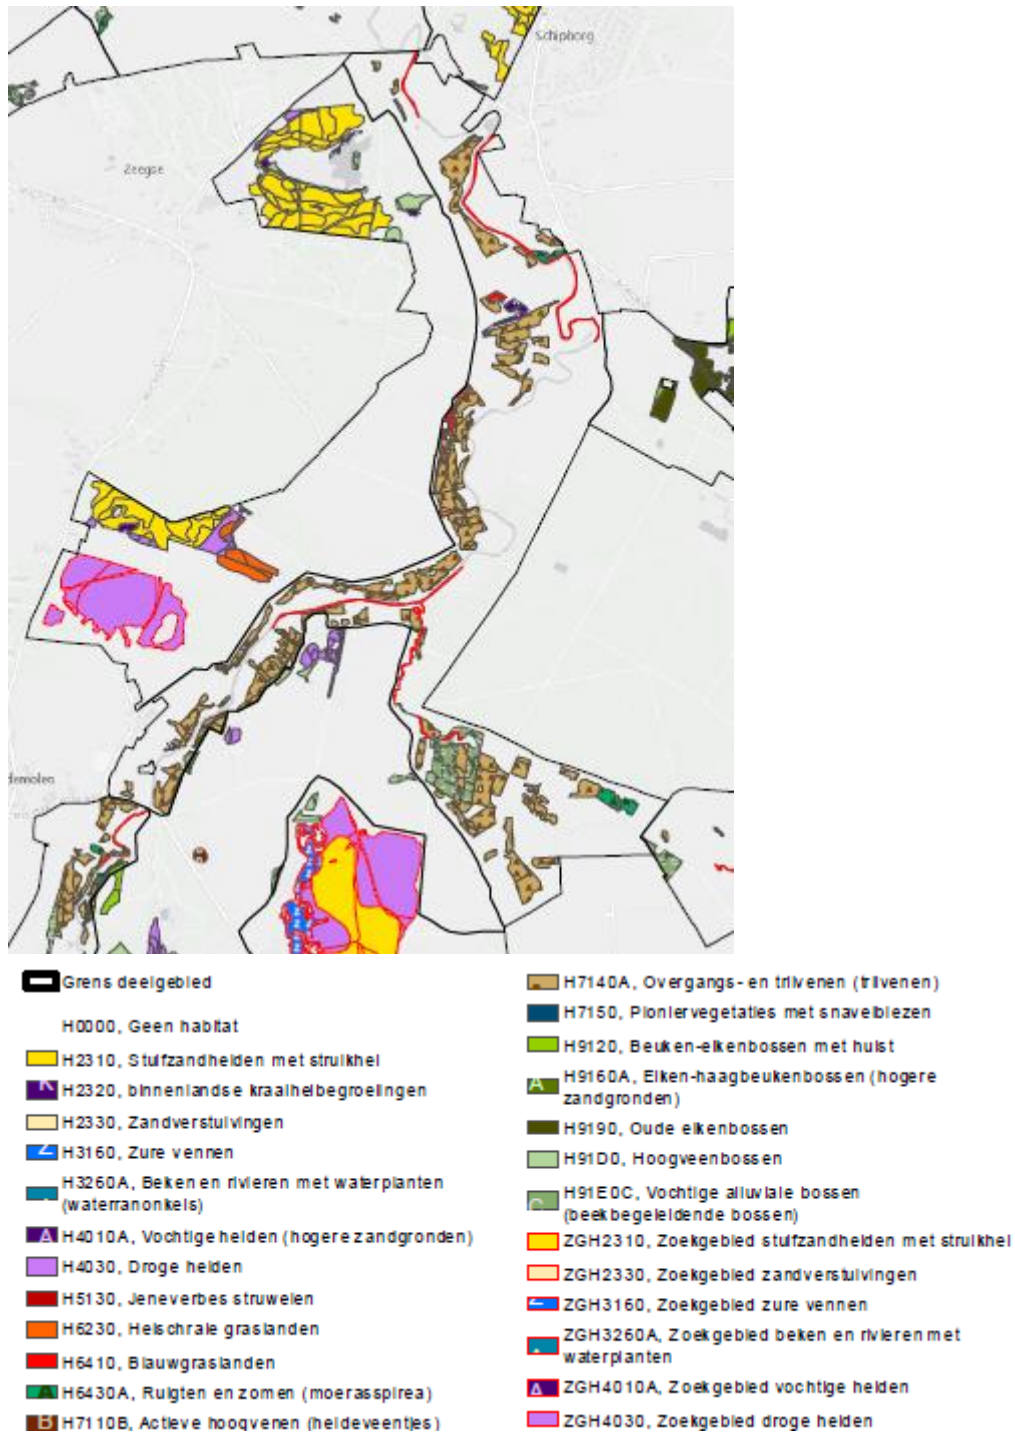 Schipborg
Zeegse
demolen
Grens deelgebied
H0000, Geen habitat
H2310, Stuifzandheiden met struikhei
K
H2320, binnenlandse kraaiheibegroeiingen
H2330, Zandverstuivingen
Z
H3160, Zure vennen
H3260A, Beken en rivieren met waterplanten
(waterranonkels)
A
H4010A, Vochtige heiden (hogere zandgronden)
H4030, Droge heiden
H5130, Jeneverbes struwelen
H6230, Heischrale graslanden
H6410, Blauwgraslanden
A
H6430A, Ruigten en zomen (moerasspirea)
B
H7110B, Actieve hoogvenen (heideveentjes)
H7140A, Overgangs- en trilvenen (trilvenen)
H7150, Pioniervegetaties met snavelbiezen
H9120, Beuken-eikenbossen met hulst
A
H9160A, Eiken-haagbeukenbossen (hogere
zandgronden)
H9190, Oude eikenbossen
H91D0, Hoogveenbossen
C
H91E0C, Vochtige alluviale bossen
(beekbegeleidende bossen)
ZGH2310, Zoekgebied stuifzandheiden met struikhei
ZGH2330, Zoekgebied zandverstuivingen
Z
ZGH3160, Zoekgebied zure vennen
ZGH3260A, Zoekgebied beken en rivieren met
waterplanten
A
ZGH4010A, Zoekgebied vochtige heiden
ZGH4030, Zoekgebied droge heiden